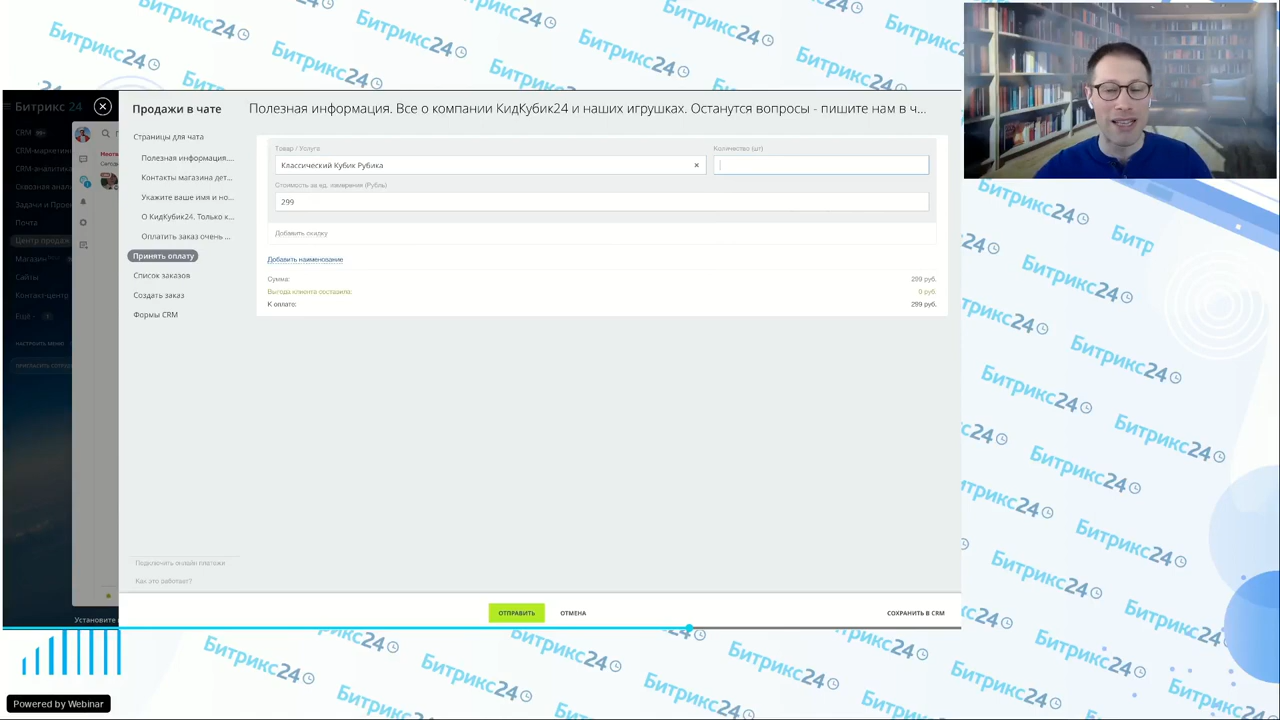 Битрикс 24
CRM
CRM-маркетинг
CRM-аналитика
Сквозная анали
Задачи и Прое
Почта
Центр продаж
Магазин
Сайты
Контакт-центр
Ещё
НАСТРОИТЬ МЕНЮ
ПРИГЛАСИТЬ СОТРУД
Установите
Продажи в чате
Страницы для чата
Полезная информация....
Контакты магазина дет...
Укажите ваше имя и но...
О КидКубик24. Только к...
Оплатить заказ очень ...
Принять оплату
Список заказов
Создать заказ
Формы CRM
Подключить онлайн платежи
Как это работает?
Полезная информация. Все о компании КидКубик24 и наших игрушках. Останутся вопросы - пишите нам в ч...
Товар / Услуга
Количество (шт)
Классический Кубик Рубика
×
Стоимость за ед. измерения (Рубль)
299
Добавить скидку
Добавить наименование
Сумма: 299 руб.
Выгода клиента составила: 0 руб.
К оплате: 299 руб.
ОТПРАВИТЬ
ОТМЕНА
СОХРАНИТЬ В CRM
Powered by Webinar
Битрикс24